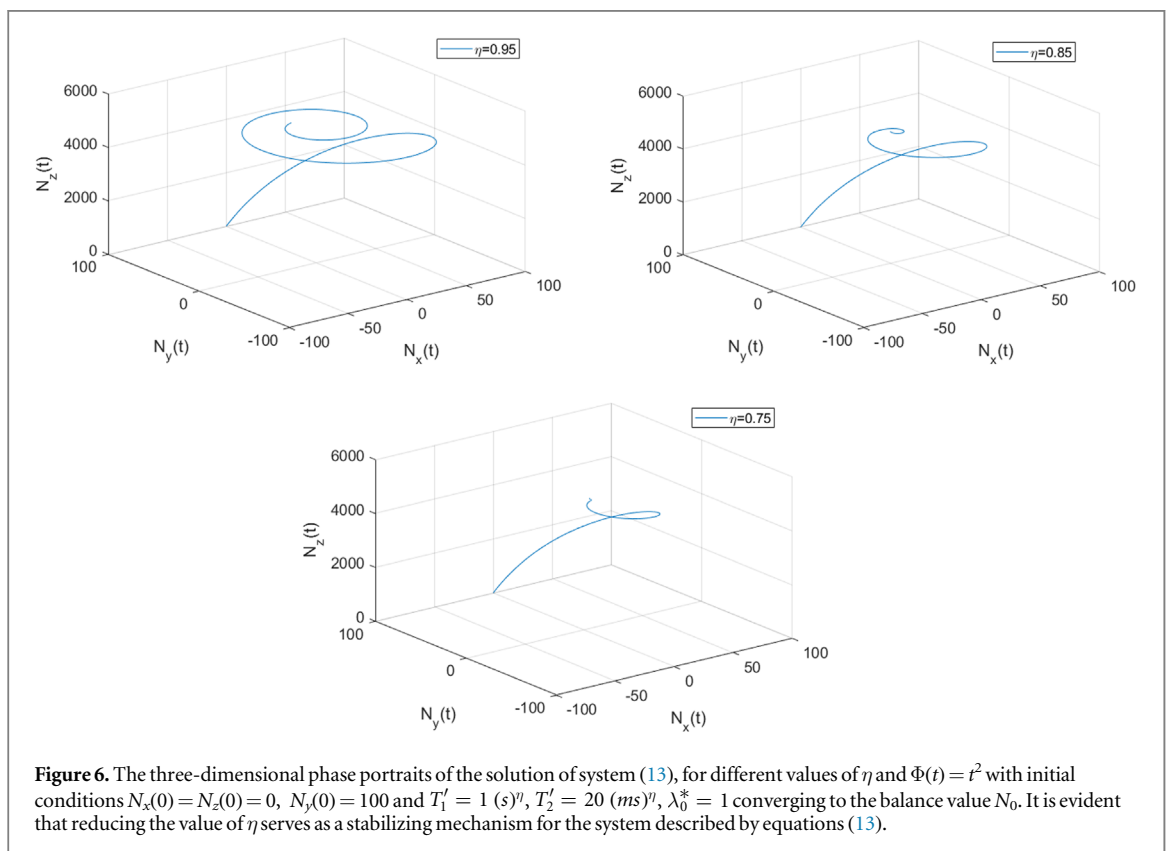 η=0.95
6000
4000
2000
0
N_z(t)
100
0
-100
N_y(t)
-100
-50
0
50
100
N_x(t)
η=0.85
6000
4000
2000
0
N_z(t)
100
0
-100
N_y(t)
-100
-50
0
50
100
N_x(t)
η=0.75
6000
4000
2000
0
N_z(t)
100
0
-100
N_y(t)
-100
-50
0
50
100
N_x(t)
Figure 6. The three-dimensional phase portraits of the solution of system (13), for different values of η and Φ(t) = t² with initial
conditions Nₓ(0) = N_z(0) = 0, N_y(0) = 100 and T₁′ = 1 (s)^η, T₂′ = 20 (ms)^η, λ₀* = 1 converging to the balance value N₀. It is evident
that reducing the value of η serves as a stabilizing mechanism for the system described by equations (13).